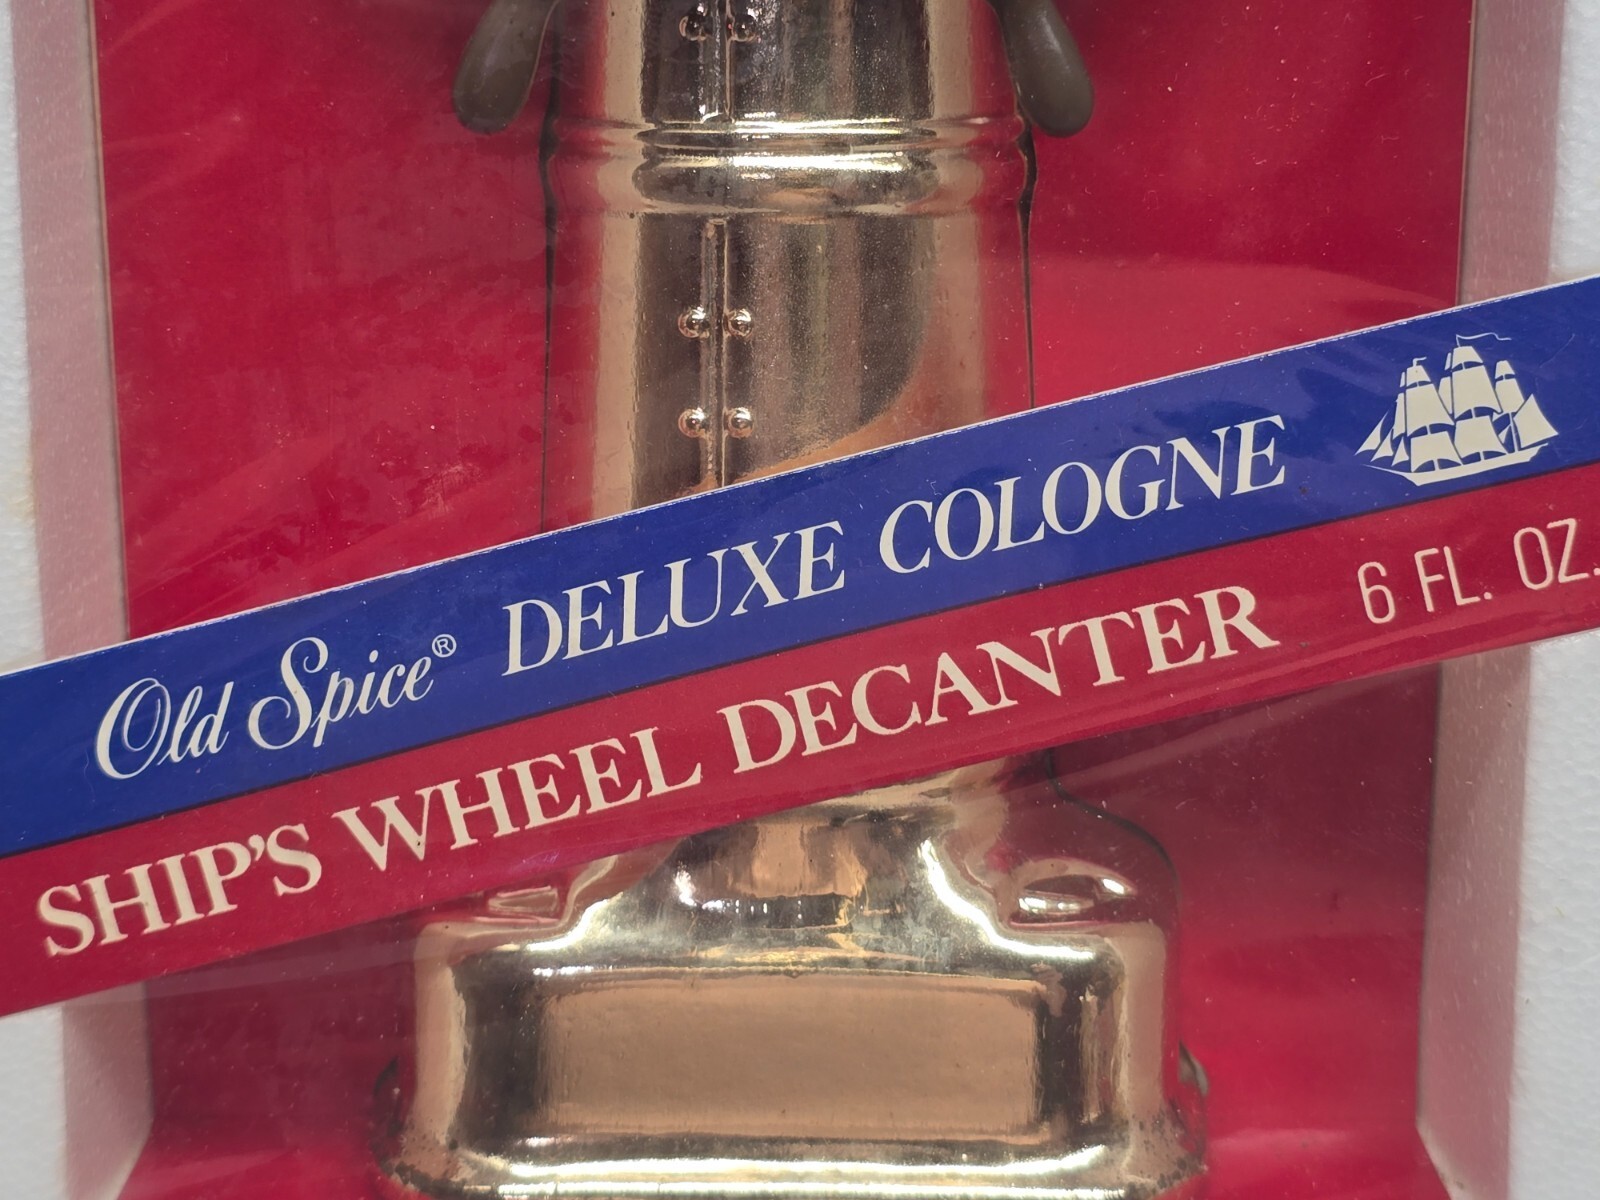 Old Spice® DELUXE COLOGNE
SHIP'S WHEEL DECANTER 6 FL. OZ.